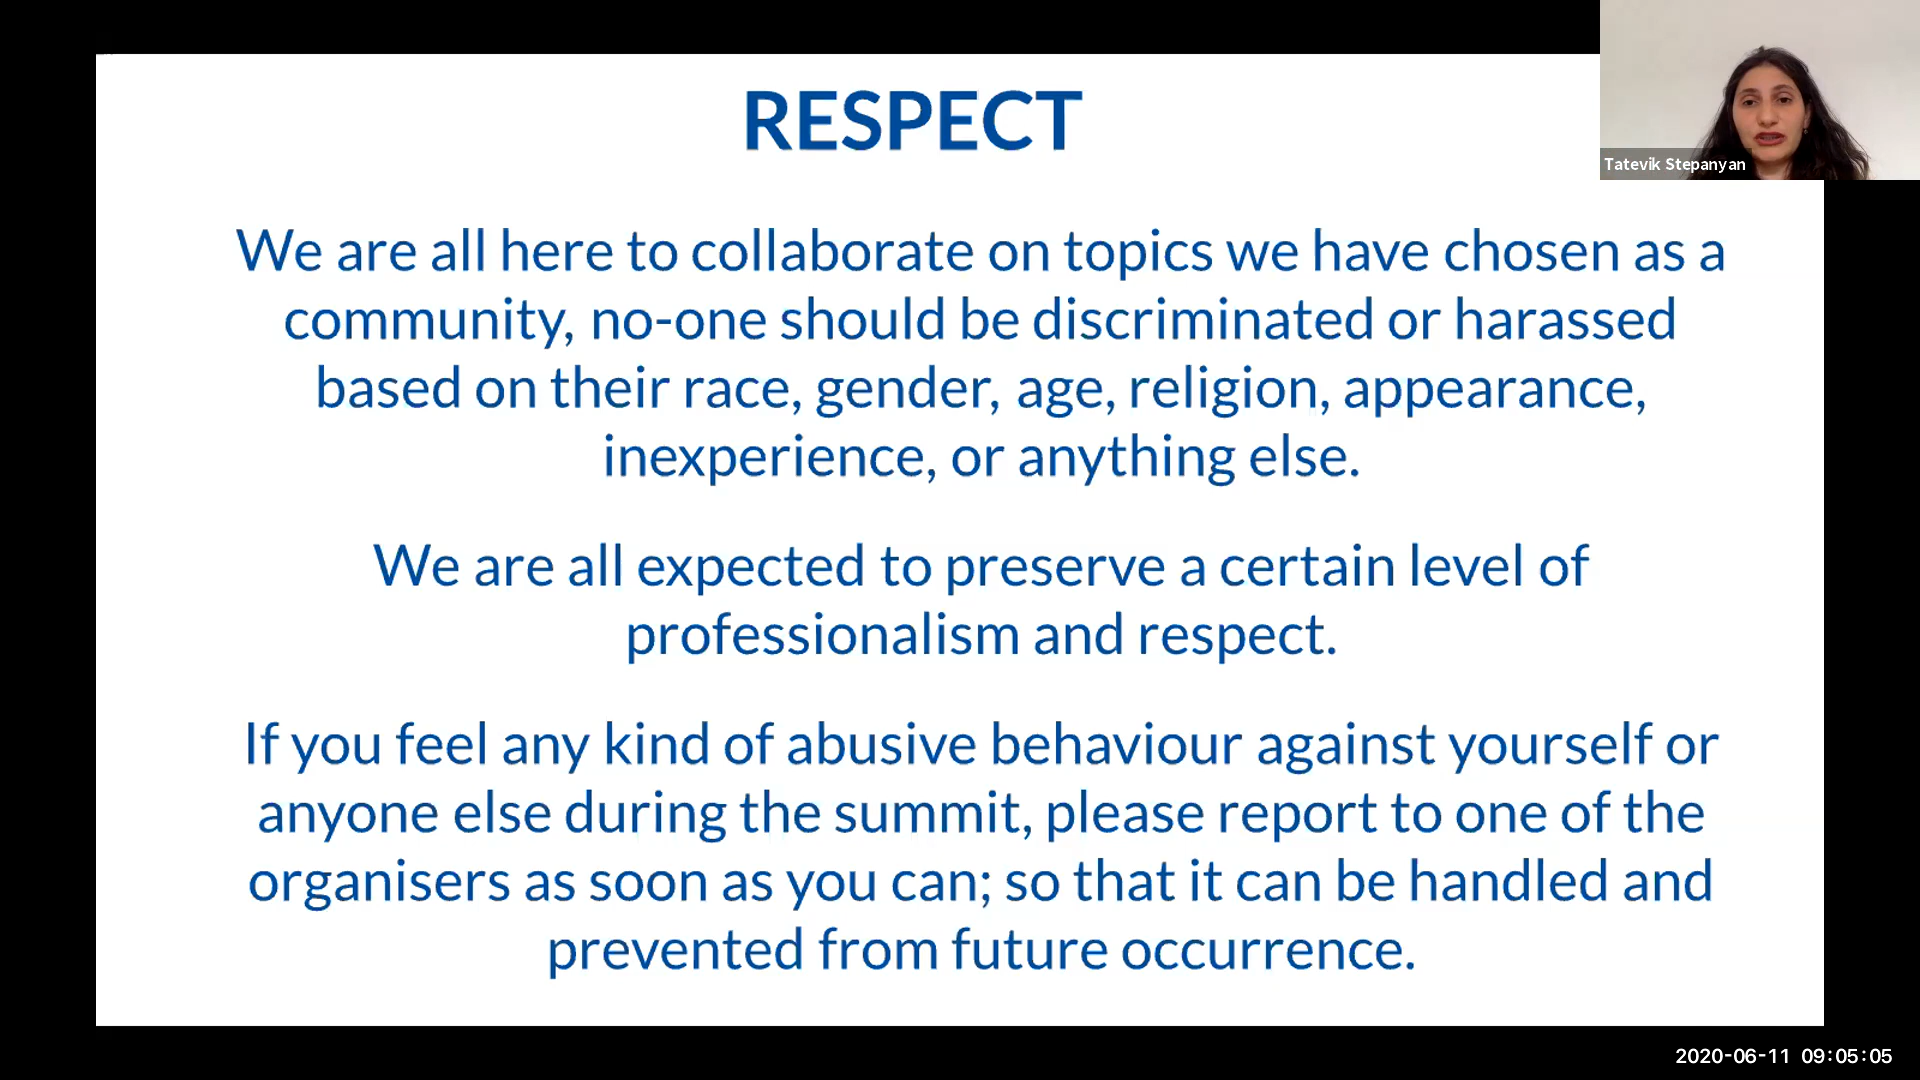 RESPECT
Tatevik Stepanyan
We are all here to collaborate on topics we have chosen as a
community, no-one should be discriminated or harassed
based on their race, gender, age, religion, appearance,
inexperience, or anything else.
We are all expected to preserve a certain level of
professionalism and respect.
If you feel any kind of abusive behaviour against yourself or
anyone else during the summit, please report to one of the
organisers as soon as you can; so that it can be handled and
prevented from future occurrence.
2020-06-11 09:05:05